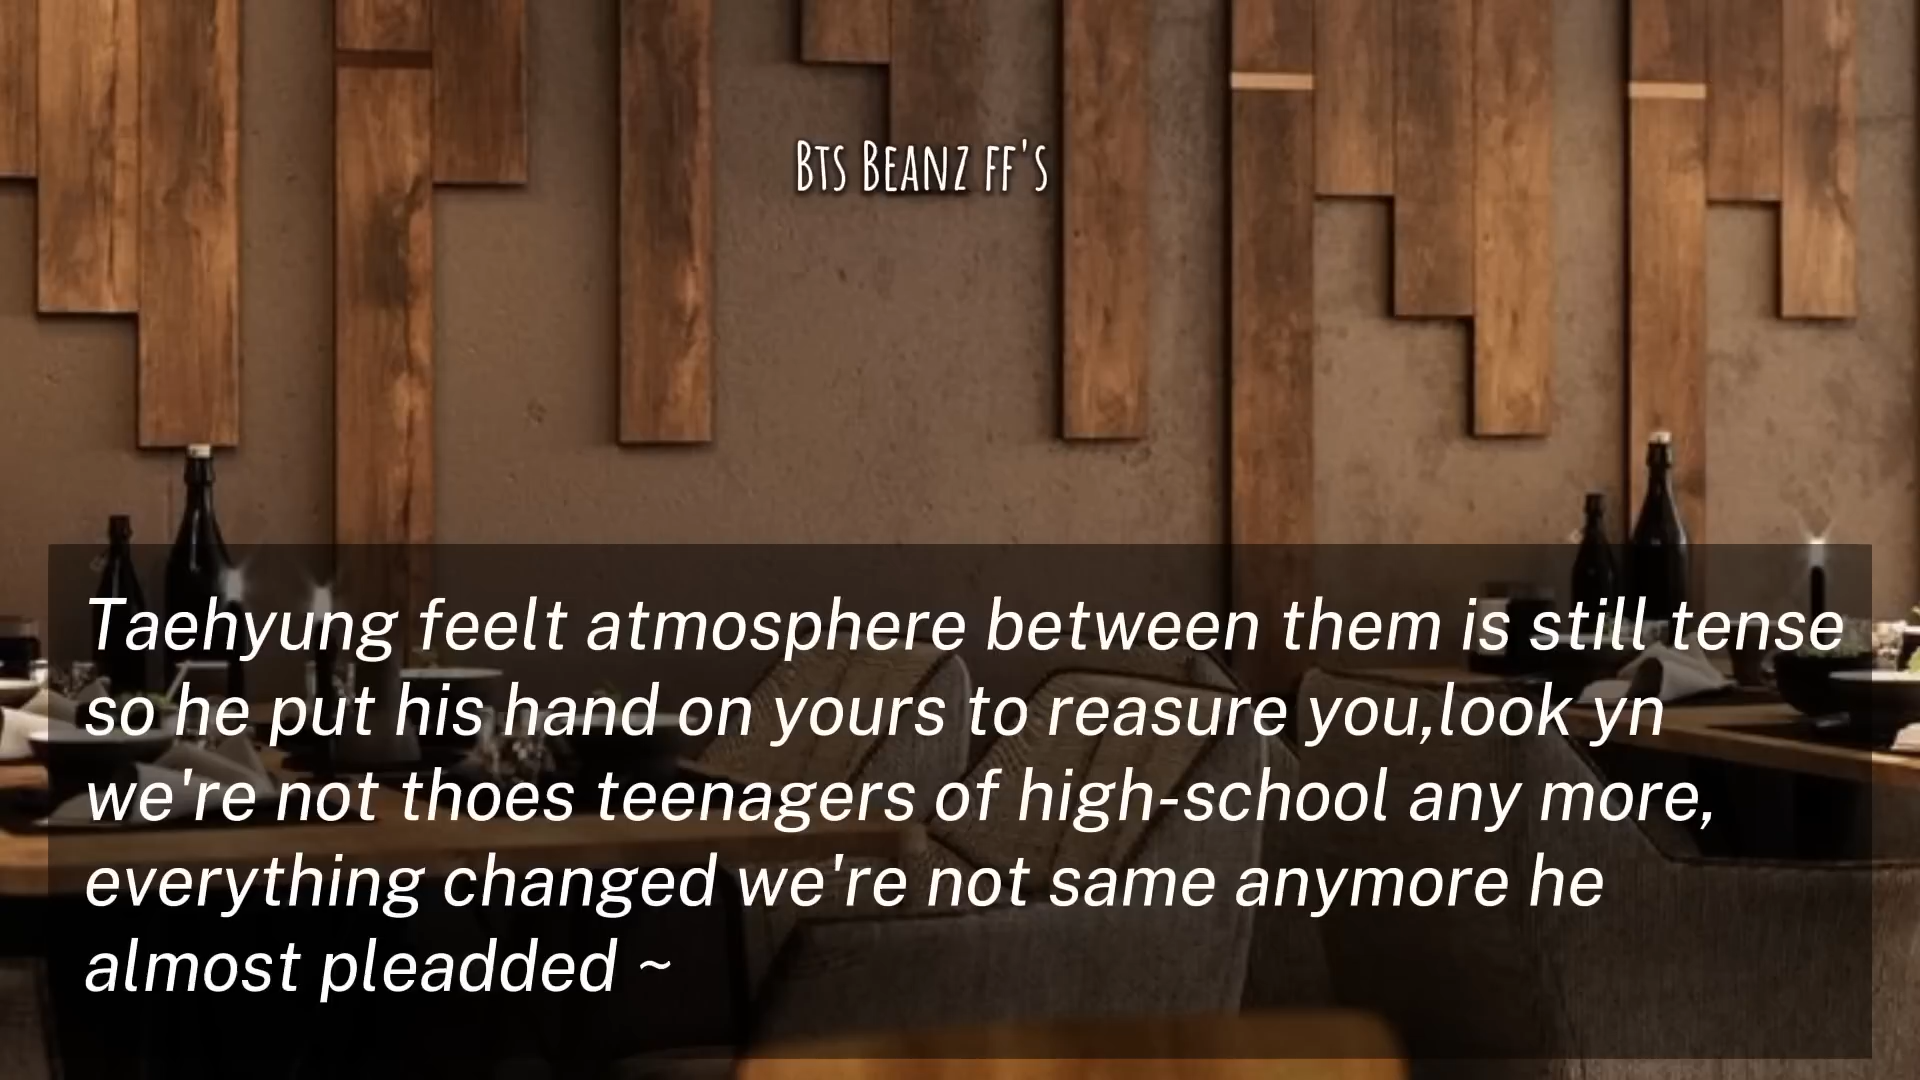 Bts Beanz ff's
Taehyung feelt atmosphere between them is still tense
so he put his hand on yours to reasure you,look yn
we're not thoes teenagers of high-school any more,
everything changed we're not same anymore he
almost pleadded ~